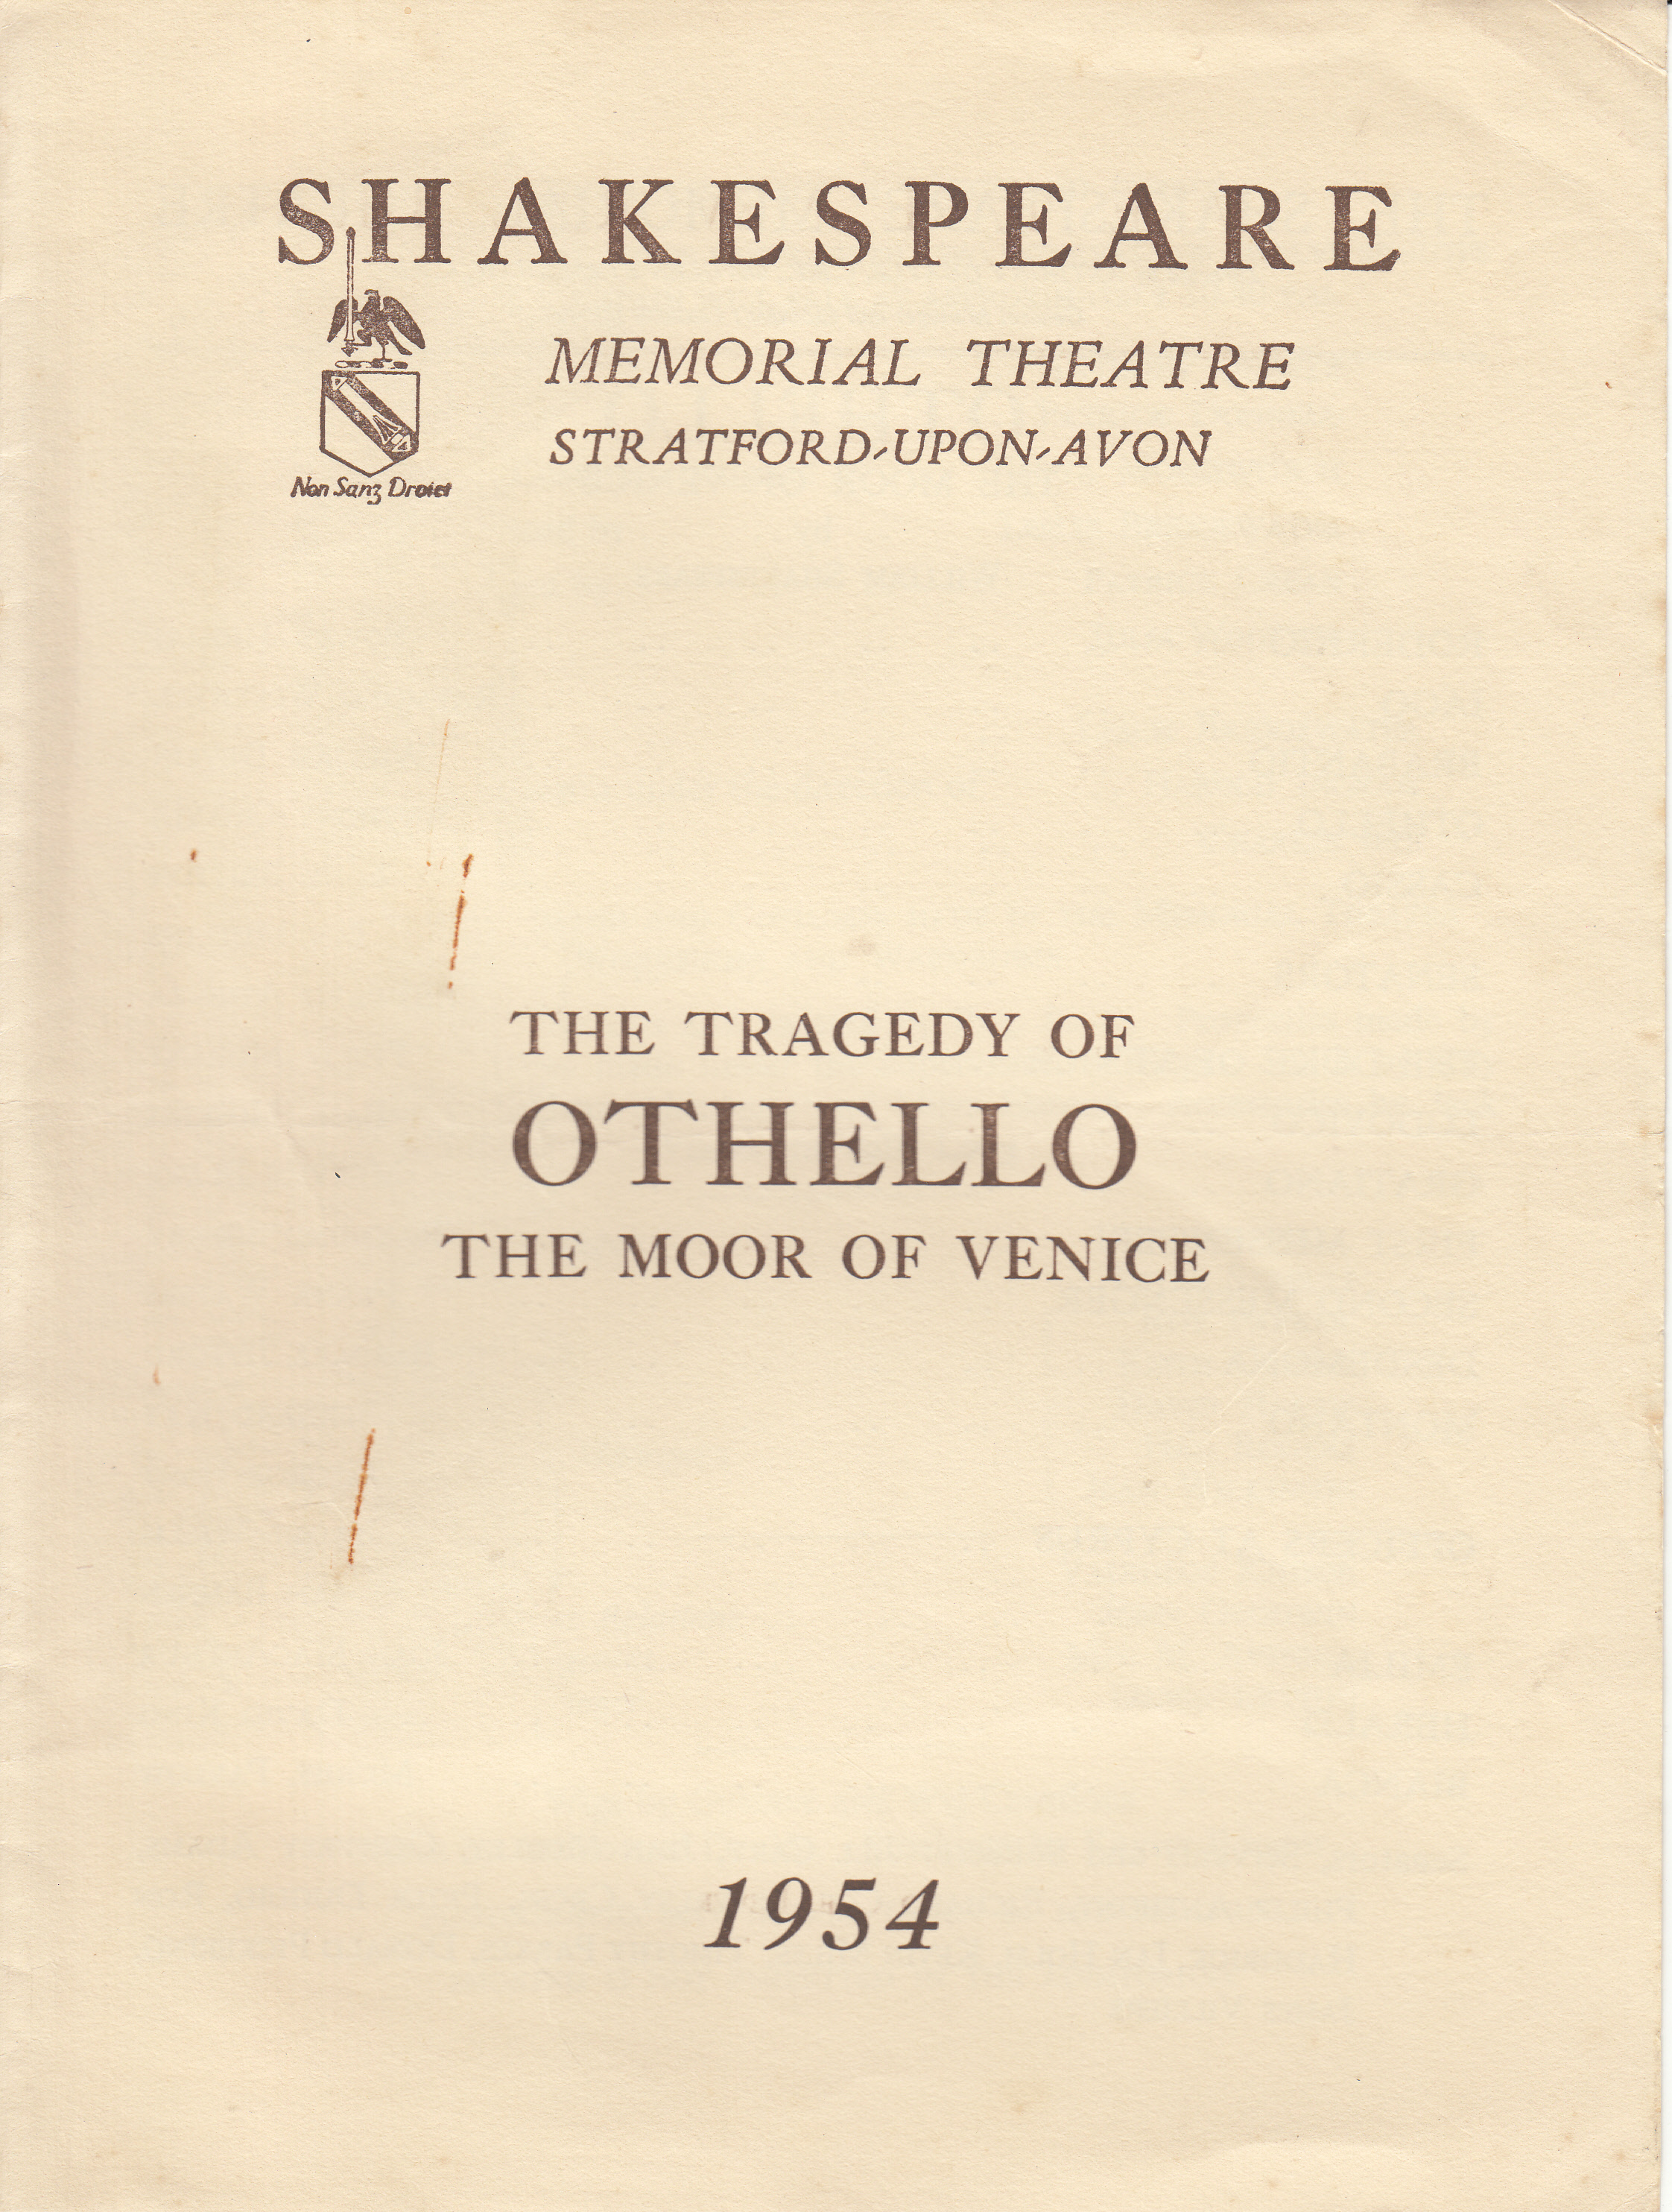 SHAKESPEARE
MEMORIAL THEATRE
STRATFORD-UPON-AVON
Non Sanz Droict
THE TRAGEDY OF
OTHELLO
THE MOOR OF VENICE
1954